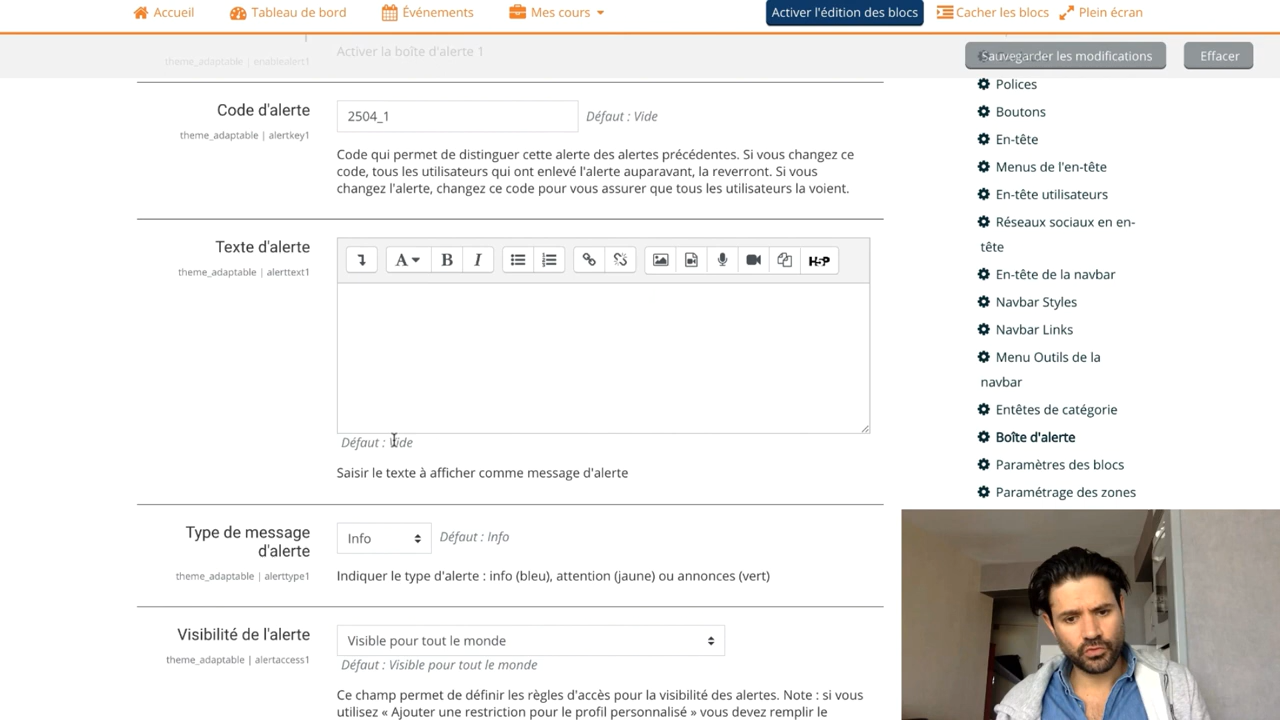 Accueil
Tableau de bord
Événements
Mes cours
Activer l'édition des blocs
Cacher les blocs
Plein écran
Activer la boîte d'alerte 1
theme_adaptable | enablealert1
Sauvegarder les modifications
Effacer
Code d'alerte
theme_adaptable | alertkey1
2504_1
Défaut : Vide
Code qui permet de distinguer cette alerte des alertes précédentes. Si vous changez ce
code, tous les utilisateurs qui ont enlevé l'alerte auparavant, la reverront. Si vous
changez l'alerte, changez ce code pour vous assurer que tous les utilisateurs la voient.
Texte d'alerte
theme_adaptable | alerttext1
A
B
I
H5P
Défaut : Vide
Saisir le texte à afficher comme message d'alerte
Type de message
d'alerte
theme_adaptable | alerttype1
Info
Défaut : Info
Indiquer le type d'alerte : info (bleu), attention (jaune) ou annonces (vert)
Visibilité de l'alerte
theme_adaptable | alertaccess1
Visible pour tout le monde
Défaut : Visible pour tout le monde
Ce champ permet de définir les règles d'accès pour la visibilité des alertes. Note : si vous
utilisez « Ajouter une restriction pour le profil personnalisé » vous devez remplir le
Polices
Boutons
En-tête
Menus de l'en-tête
En-tête utilisateurs
Réseaux sociaux en en-
tête
En-tête de la navbar
Navbar Styles
Navbar Links
Menu Outils de la
navbar
Entêtes de catégorie
Boîte d'alerte
Paramètres des blocs
Paramétrage des zones